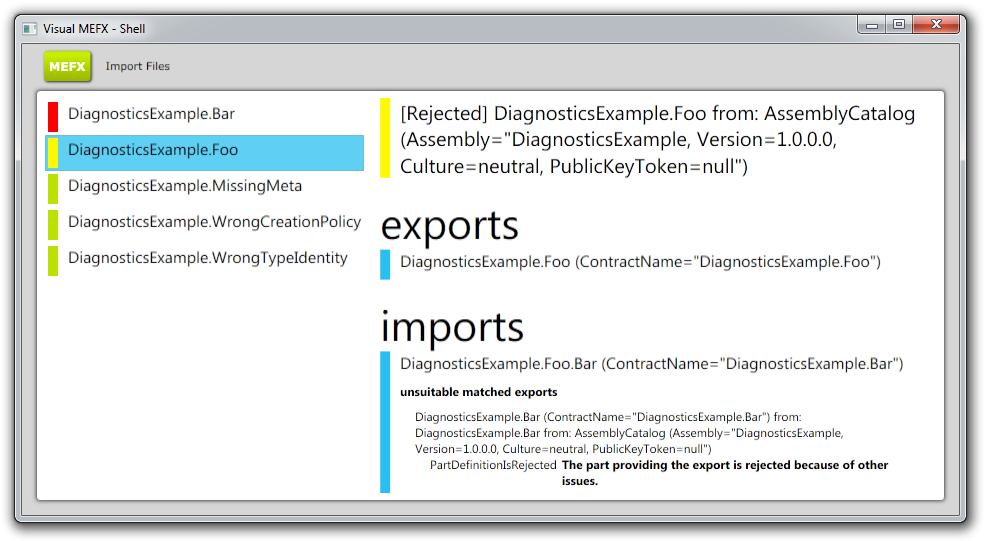 Visual MEFX - Shell
MEFX
Import Files
DiagnosticsExample.Bar
DiagnosticsExample.Foo
DiagnosticsExample.MissingMeta
DiagnosticsExample.WrongCreationPolicy
DiagnosticsExample.WrongTypeIdentity
[Rejected] DiagnosticsExample.Foo from: AssemblyCatalog
(Assembly="DiagnosticsExample, Version=1.0.0.0,
Culture=neutral, PublicKeyToken=null")
exports
DiagnosticsExample.Foo (ContractName="DiagnosticsExample.Foo")
imports
DiagnosticsExample.Foo.Bar (ContractName="DiagnosticsExample.Bar")
unsuitable matched exports
DiagnosticsExample.Bar (ContractName="DiagnosticsExample.Bar") from:
DiagnosticsExample.Bar from: AssemblyCatalog (Assembly="DiagnosticsExample,
Version=1.0.0.0, Culture=neutral, PublicKeyToken=null")
PartDefinitionIsRejected The part providing the export is rejected because of other
issues.